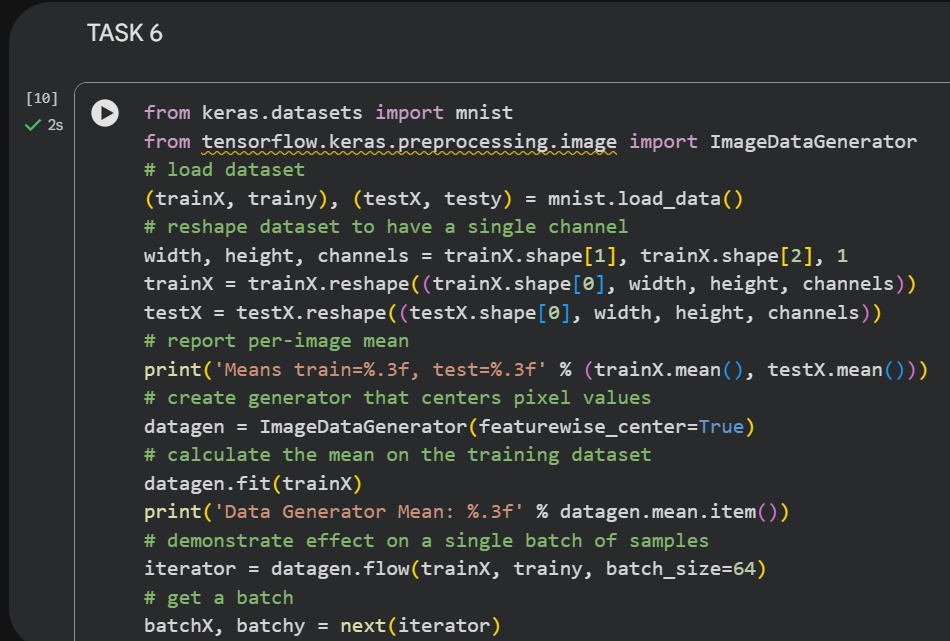 TASK 6
[10]
2s
from keras.datasets import mnist
from tensorflow.keras.preprocessing.image import ImageDataGenerator
# load dataset
(trainX, trainy), (testX, testy) = mnist.load_data()
# reshape dataset to have a single channel
width, height, channels = trainX.shape[1], trainX.shape[2], 1
trainX = trainX.reshape((trainX.shape[0], width, height, channels))
testX = testX.reshape((testX.shape[0], width, height, channels))
# report per-image mean
print('Means train=%.3f, test=%.3f' % (trainX.mean(), testX.mean()))
# create generator that centers pixel values
datagen = ImageDataGenerator(featurewise_center=True)
# calculate the mean on the training dataset
datagen.fit(trainX)
print('Data Generator Mean: %.3f' % datagen.mean.item())
# demonstrate effect on a single batch of samples
iterator = datagen.flow(trainX, trainy, batch_size=64)
# get a batch
batchX, batchy = next(iterator)